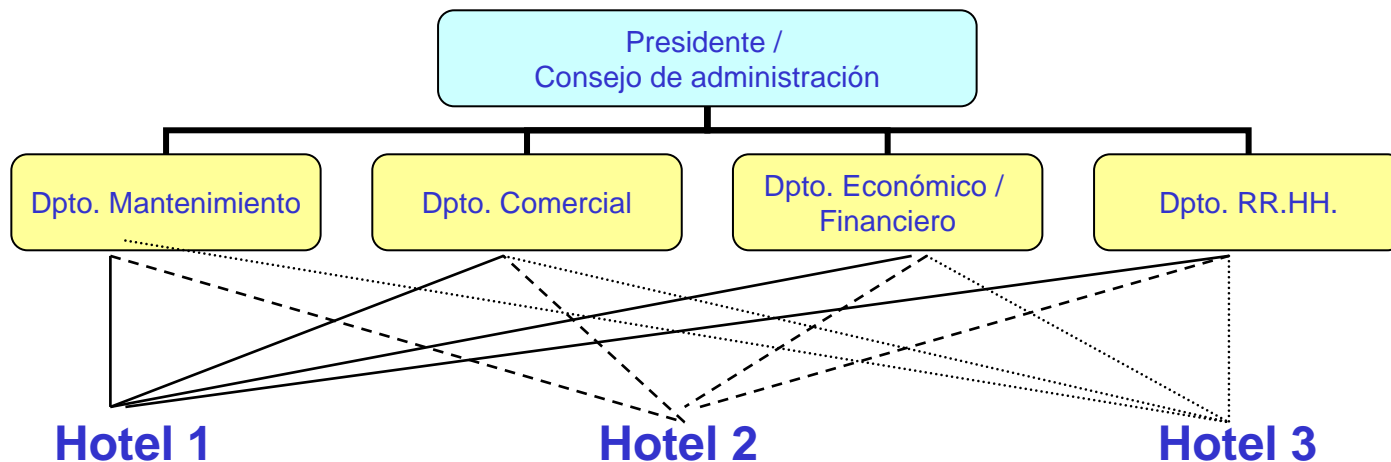 Presidente /
Consejo de administración
Dpto. Mantenimiento
Dpto. Comercial
Dpto. Económico /
Financiero
Dpto. RR.HH.
Hotel 1
Hotel 2
Hotel 3